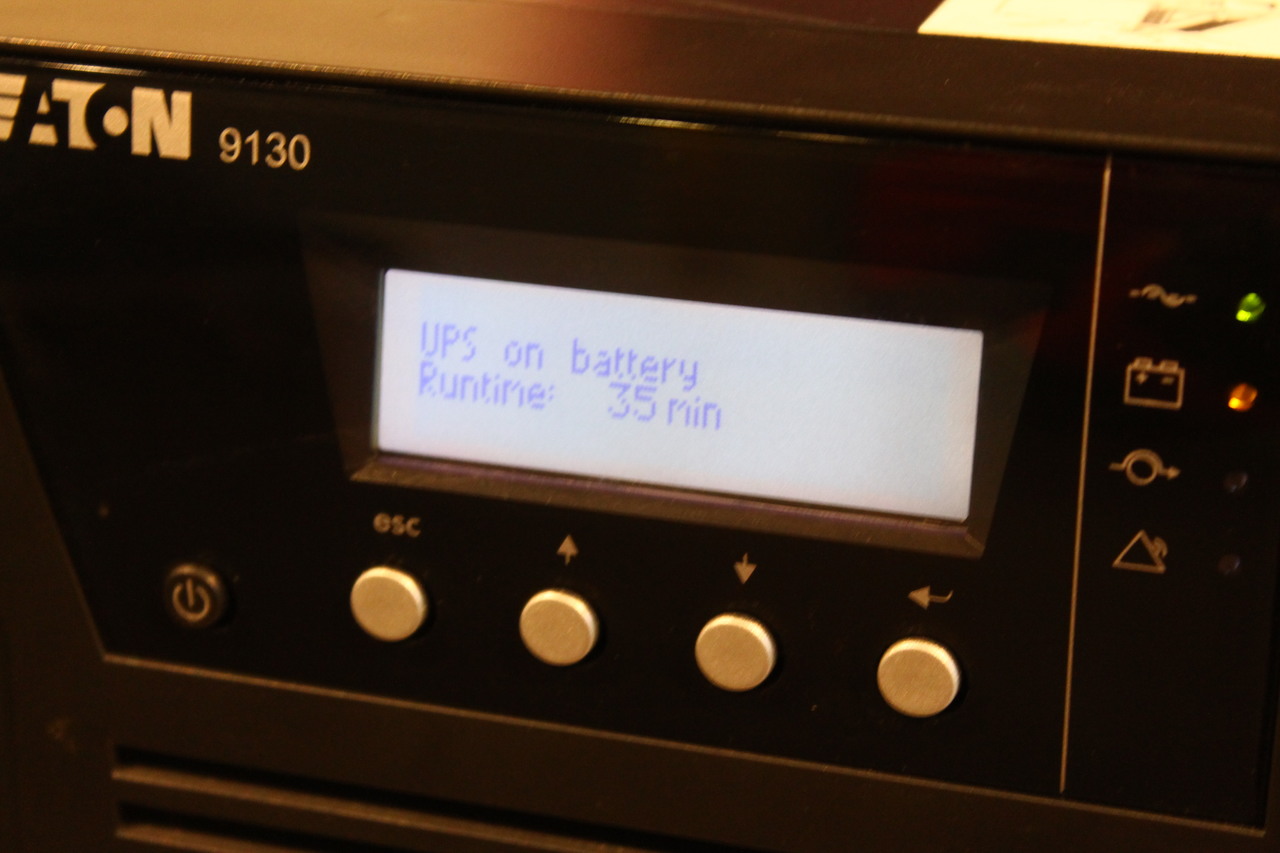 EATON 9130
UPS on battery
Runtime: 35 min
esc